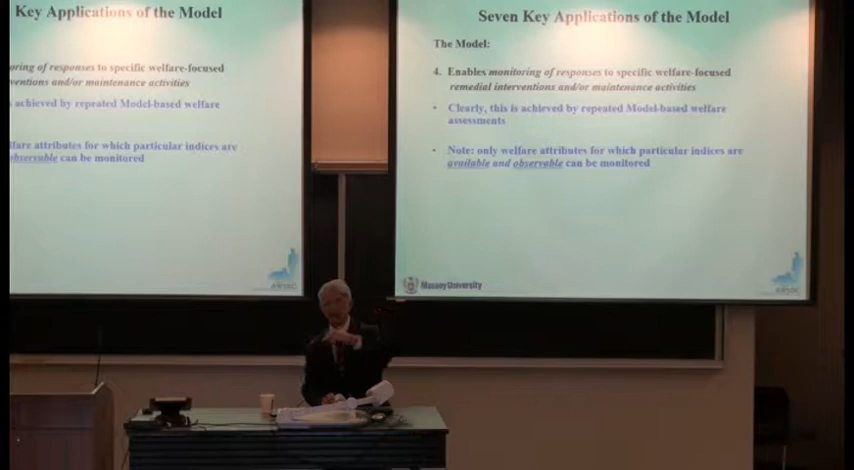 Key Applications of the Model
oring of responses to specific welfare-focused
ventions and/or maintenance activities
s achieved by repeated Model-based welfare
lfare attributes for which particular indices are
observable can be monitored
Seven Key Applications of the Model
The Model:
4. Enables monitoring of responses to specific welfare-focused
remedial interventions and/or maintenance activities
• Clearly, this is achieved by repeated Model-based welfare
assessments
• Note: only welfare attributes for which particular indices are
available and observable can be monitored
Massey University